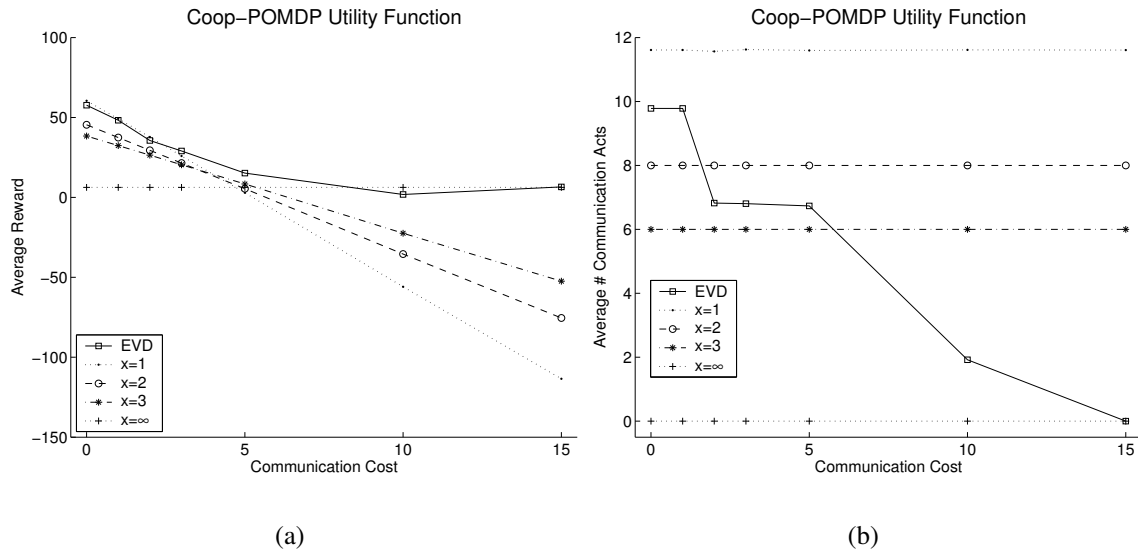 Coop−POMDP Utility Function
100
50
0
−50
−100
−150
Average Reward
EVD
x=1
x=2
x=3
x=∞
0 5 10 15
Communication Cost
(a)
Coop−POMDP Utility Function
12
10
8
6
4
2
0
Average # Communication Acts
EVD
x=1
x=2
x=3
x=∞
0 5 10 15
Communication Cost
(b)